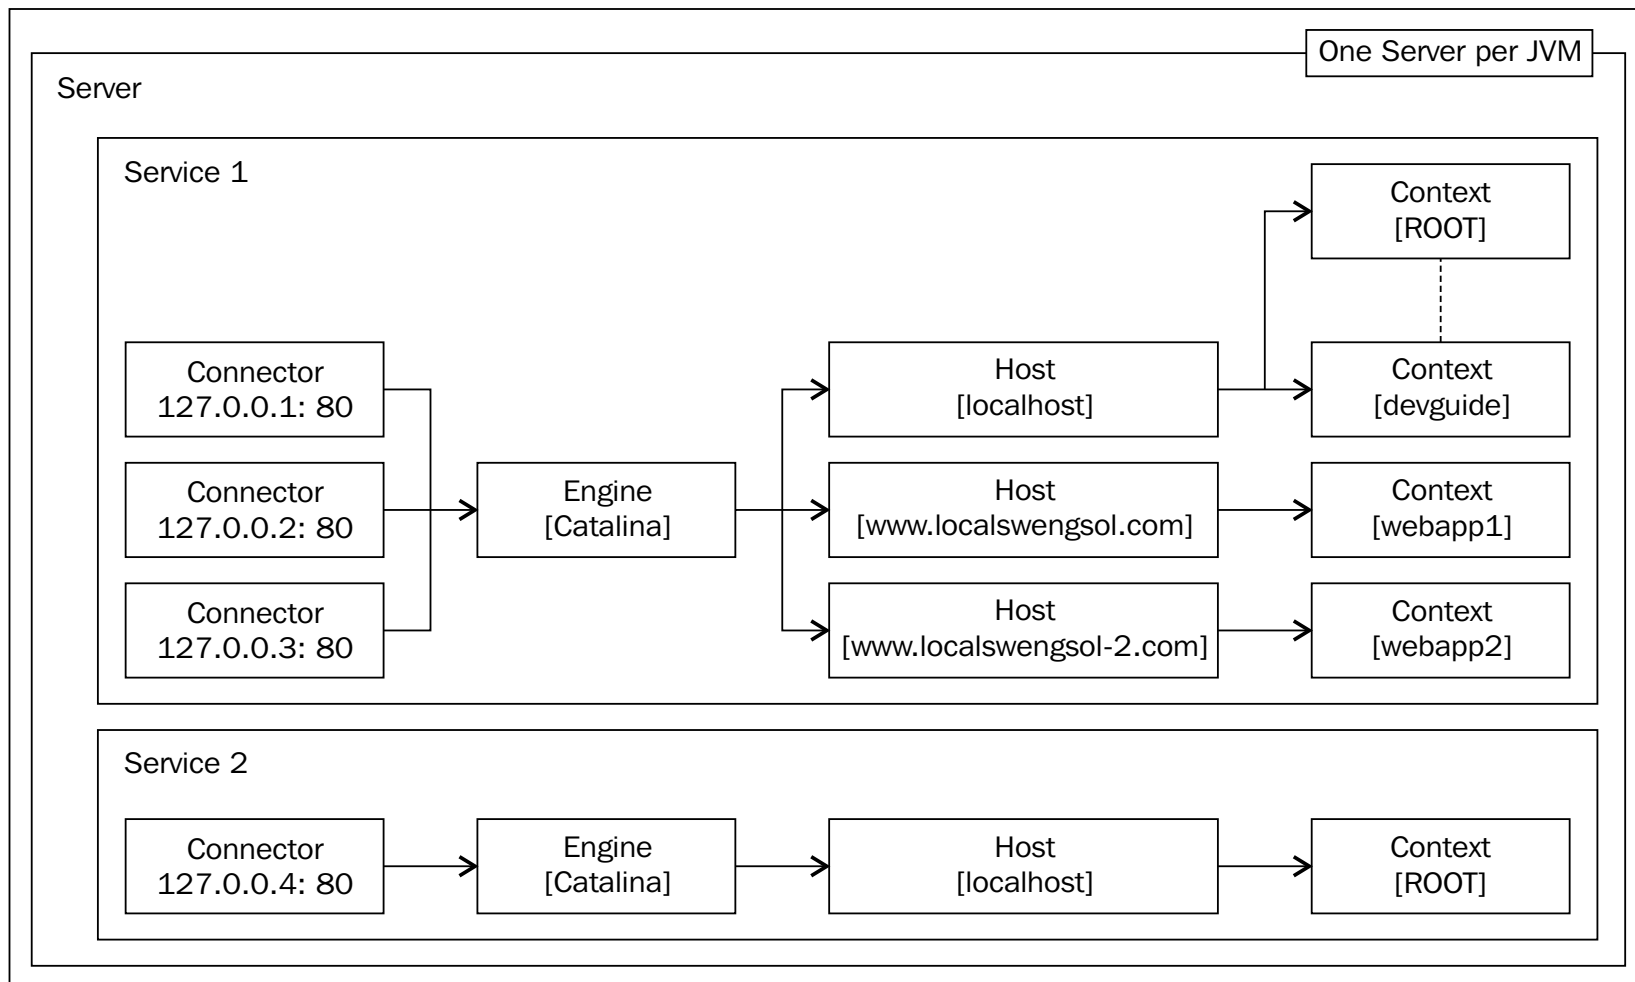 One Server per JVM
Server
Service 1
Context
[ROOT]
Connector
127.0.0.1: 80
Host
[localhost]
Context
[devguide]
Connector
127.0.0.2: 80
Engine
[Catalina]
Host
[www.localswengsol.com]
Context
[webapp1]
Connector
127.0.0.3: 80
Host
[www.localswengsol-2.com]
Context
[webapp2]
Service 2
Connector
127.0.0.4: 80
Engine
[Catalina]
Host
[localhost]
Context
[ROOT]